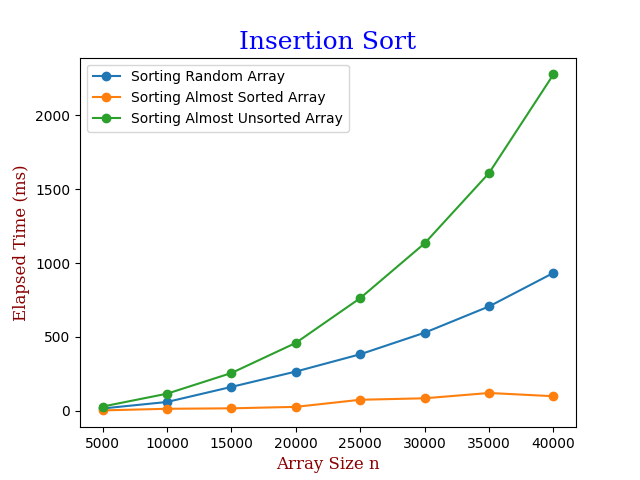 Insertion Sort
Sorting Random Array
Sorting Almost Sorted Array
Sorting Almost Unsorted Array
Elapsed Time (ms)
2000
1500
1000
500
0
5000 10000 15000 20000 25000 30000 35000 40000
Array Size n